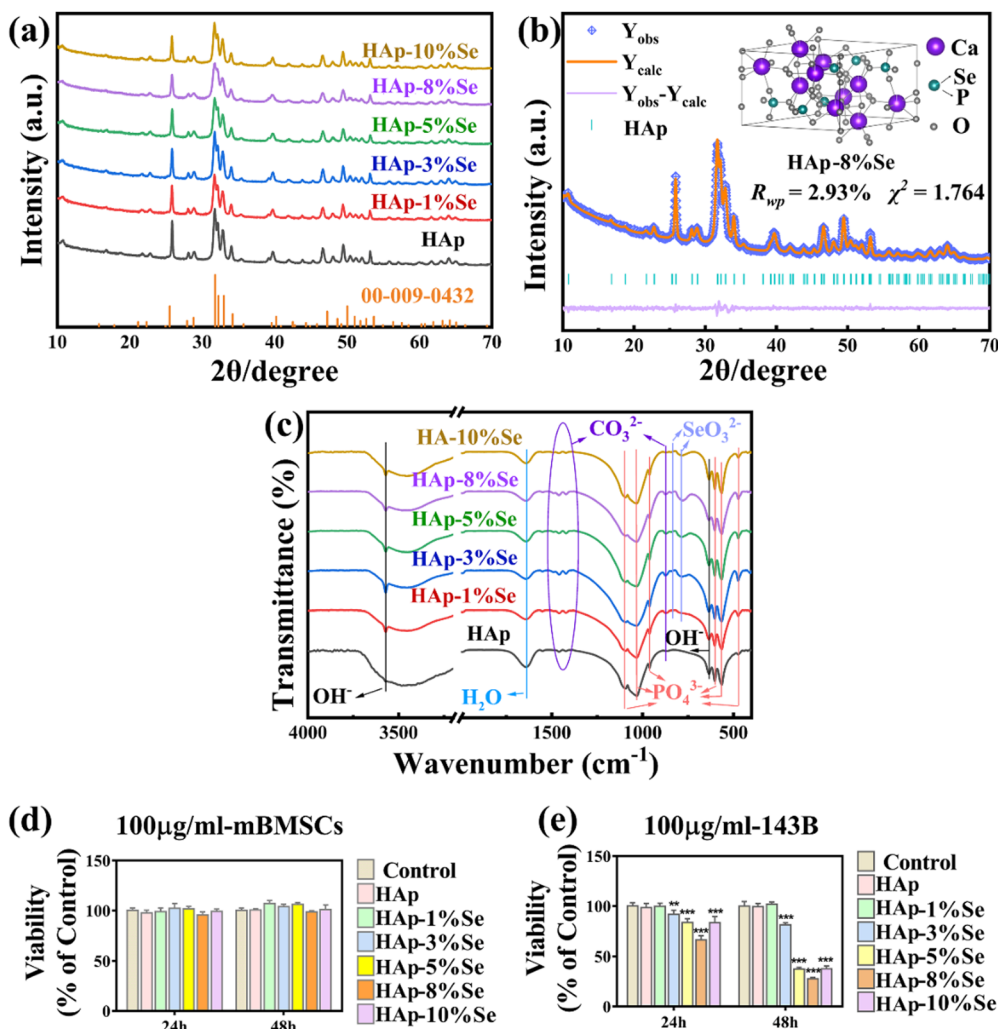 (a)
HAp-10%Se
HAp-8%Se
HAp-5%Se
HAp-3%Se
HAp-1%Se
HAp
00-009-0432
Intensity (a.u.)
10 20 30 40 50 60 70
2θ/degree
(b)
Y_obs
Y_calc
Y_obs-Y_calc
HAp
Ca
Se
P
O
HAp-8%Se
R_wp = 2.93% χ² = 1.764
Intensity (a.u.)
10 20 30 40 50 60 70
2θ/degree
(c)
HA-10%Se
HAp-8%Se
HAp-5%Se
HAp-3%Se
HAp-1%Se
HAp
CO₃²⁻
SeO₃²⁻
OH⁻
H₂O
OH⁻
PO₄³⁻
Transmittance (%)
4000 3500 1500 1000 500
Wavenumber (cm⁻¹)
(d)
100μg/ml-mBMSCs
Viability
(% of Control)
150
100
50
0
24h 48h
Control
HAp
HAp-1%Se
HAp-3%Se
HAp-5%Se
HAp-8%Se
HAp-10%Se
(e)
100μg/ml-143B
Viability
(% of Control)
150
100
50
0
** *** *** ***
*** *** *** ***
24h 48h
Control
HAp
HAp-1%Se
HAp-3%Se
HAp-5%Se
HAp-8%Se
HAp-10%Se